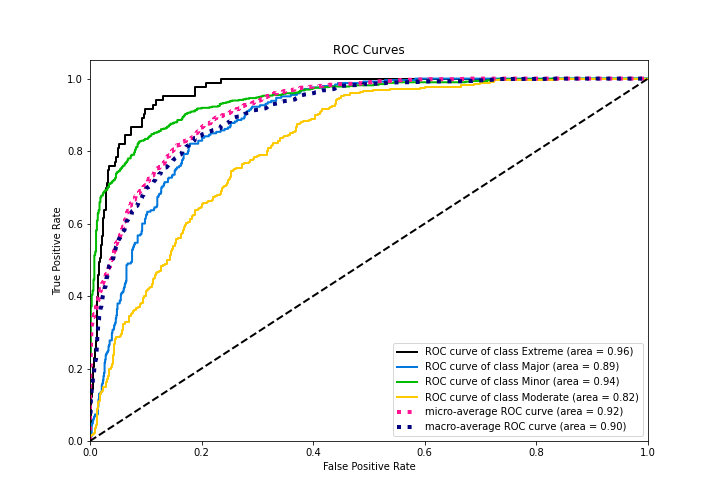 ROC Curves
True Positive Rate
1.0
0.8
0.6
0.4
0.2
0.0
ROC curve of class Extreme (area = 0.96)
ROC curve of class Major (area = 0.89)
ROC curve of class Minor (area = 0.94)
ROC curve of class Moderate (area = 0.82)
micro-average ROC curve (area = 0.92)
macro-average ROC curve (area = 0.90)
0.0 0.2 0.4 0.6 0.8 1.0
False Positive Rate